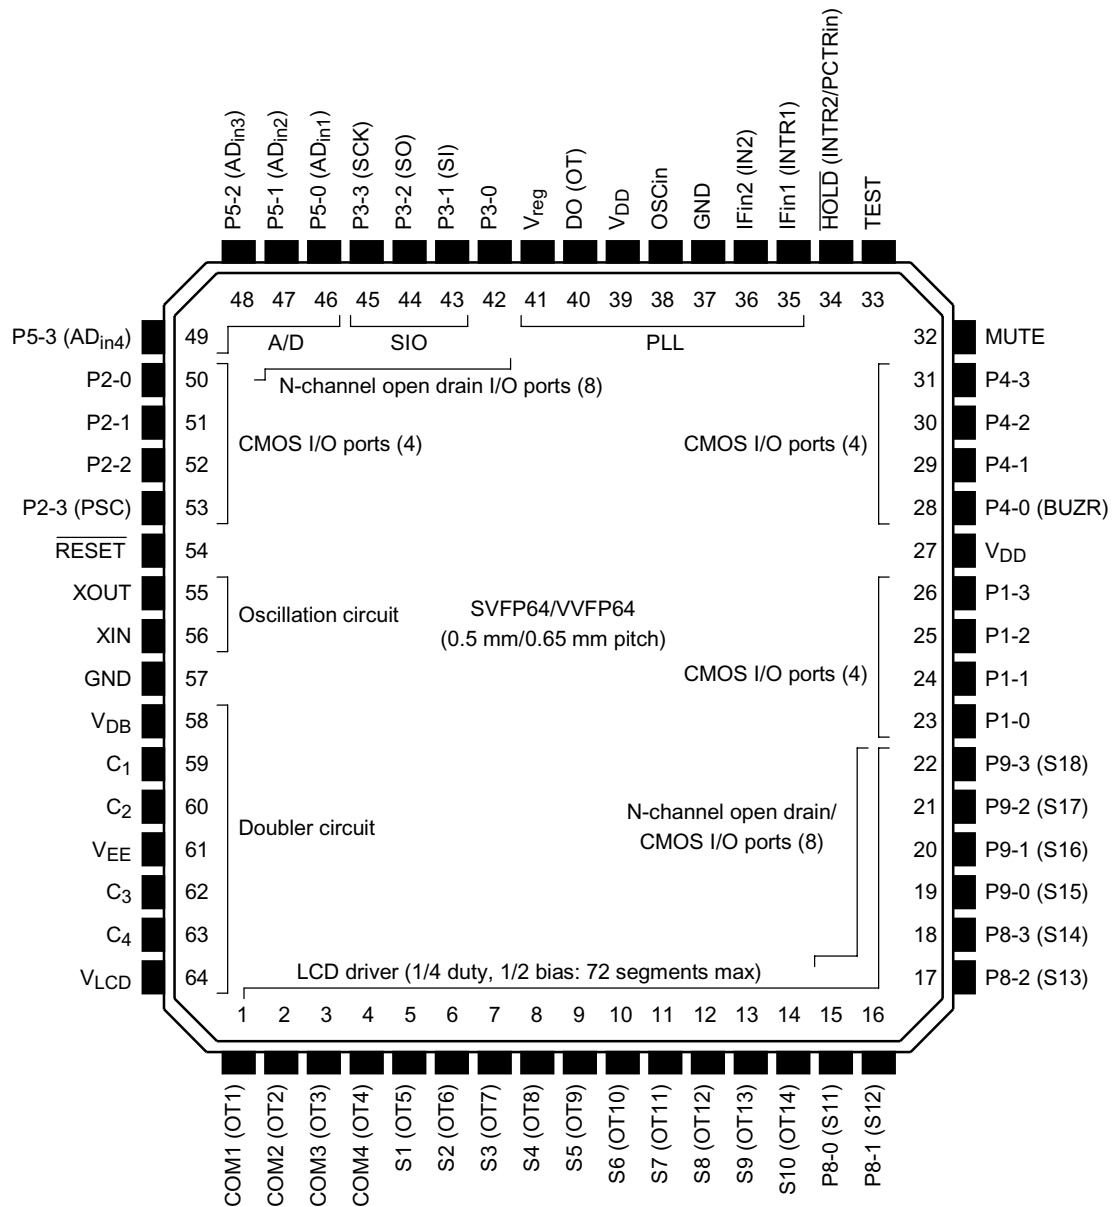 P5-2 (ADin3)
P5-1 (ADin2)
P5-0 (ADin1)
P3-3 (SCK)
P3-2 (SO)
P3-1 (SI)
P3-0
Vreg
DO (OT)
VDD
OSCin
GND
IFin2 (IN2)
IFin1 (INTR1)
HOLD (INTR2/PCTRin)
TEST
48 47 46 45 44 43 42 41 40 39 38 37 36 35 34 33
P5-3 (ADin4) 49
A/D
SIO
PLL
32 MUTE
P2-0 50
N-channel open drain I/O ports (8)
31 P4-3
P2-1 51
CMOS I/O ports (4)
CMOS I/O ports (4)
30 P4-2
P2-2 52
29 P4-1
P2-3 (PSC) 53
28 P4-0 (BUZR)
RESET 54
27 VDD
XOUT 55
Oscillation circuit
SVFP64/VVFP64
(0.5 mm/0.65 mm pitch)
26 P1-3
XIN 56
25 P1-2
GND 57
CMOS I/O ports (4)
24 P1-1
VDB 58
23 P1-0
C1 59
22 P9-3 (S18)
C2 60
Doubler circuit
N-channel open drain/
CMOS I/O ports (8)
21 P9-2 (S17)
VEE 61
20 P9-1 (S16)
C3 62
19 P9-0 (S15)
C4 63
18 P8-3 (S14)
VLCD 64
LCD driver (1/4 duty, 1/2 bias: 72 segments max)
17 P8-2 (S13)
1 2 3 4 5 6 7 8 9 10 11 12 13 14 15 16
COM1 (OT1)
COM2 (OT2)
COM3 (OT3)
COM4 (OT4)
S1 (OT5)
S2 (OT6)
S3 (OT7)
S4 (OT8)
S5 (OT9)
S6 (OT10)
S7 (OT11)
S8 (OT12)
S9 (OT13)
S10 (OT14)
P8-0 (S11)
P8-1 (S12)